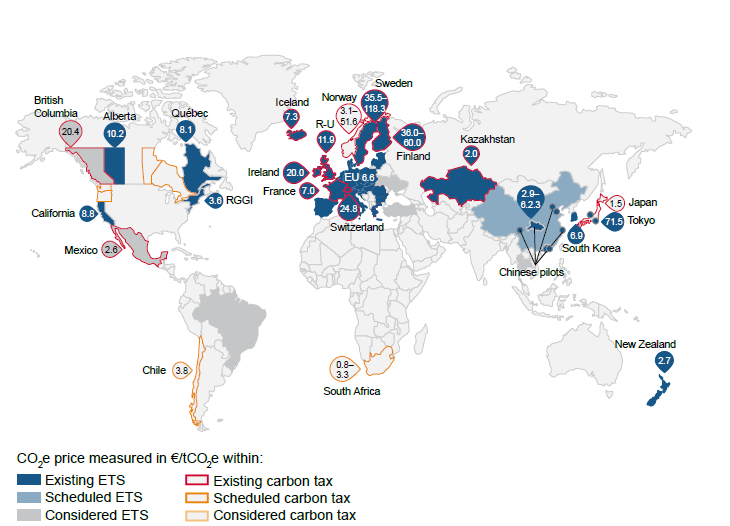 Sweden
Norway
35.5–
118.3
3.1–
51.6
British
Columbia
20.4
Alberta
10.2
Québec
8.1
Iceland
7.3
R-U
11.9
36.0–
60.0
Finland
Kazakhstan
2.0
Ireland
20.0
EU 6.6
France
7.0
24.8
Switzerland
California
8.8
3.6
RGGI
Mexico
2.6
2.9–
6.2.3
1.5
Japan
71.5
Tokyo
6.9
South Korea
Chinese pilots
Chile
3.8
0.8–
3.3
South Africa
New Zealand
2.7
CO2e price measured in €/tCO2e within:
Existing ETS
Existing carbon tax
Scheduled ETS
Scheduled carbon tax
Considered ETS
Considered carbon tax